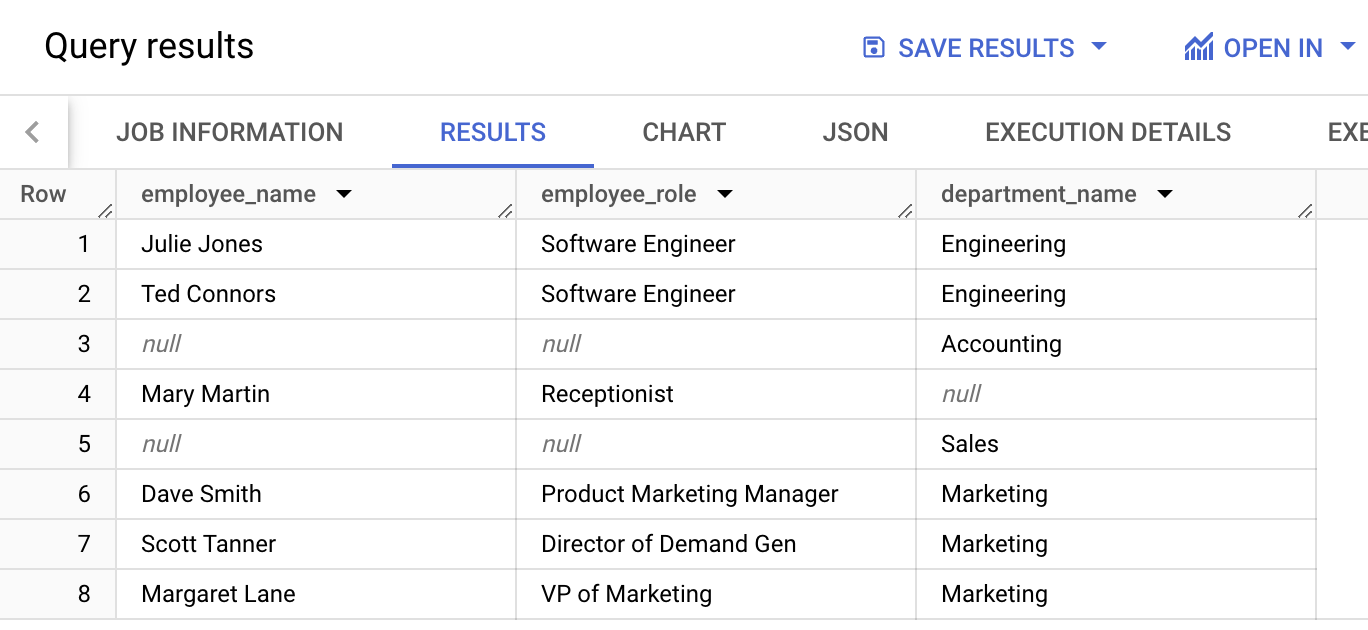 Query results SAVE RESULTS OPEN IN
JOB INFORMATION RESULTS CHART JSON EXECUTION DETAILS EXE
Row employee_name employee_role department_name
1 Julie Jones Software Engineer Engineering
2 Ted Connors Software Engineer Engineering
3 null null Accounting
4 Mary Martin Receptionist null
5 null null Sales
6 Dave Smith Product Marketing Manager Marketing
7 Scott Tanner Director of Demand Gen Marketing
8 Margaret Lane VP of Marketing Marketing